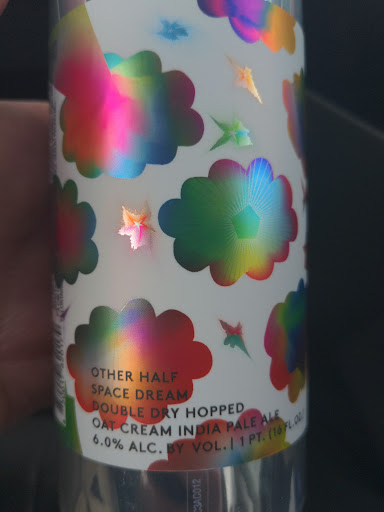 OTHER HALF
SPACE DREAM
DOUBLE DRY HOPPED
OAT CREAM INDIA PALE ALE
6.0% ALC. BY VOL. | 1 PT. (16 FL.OZ.)